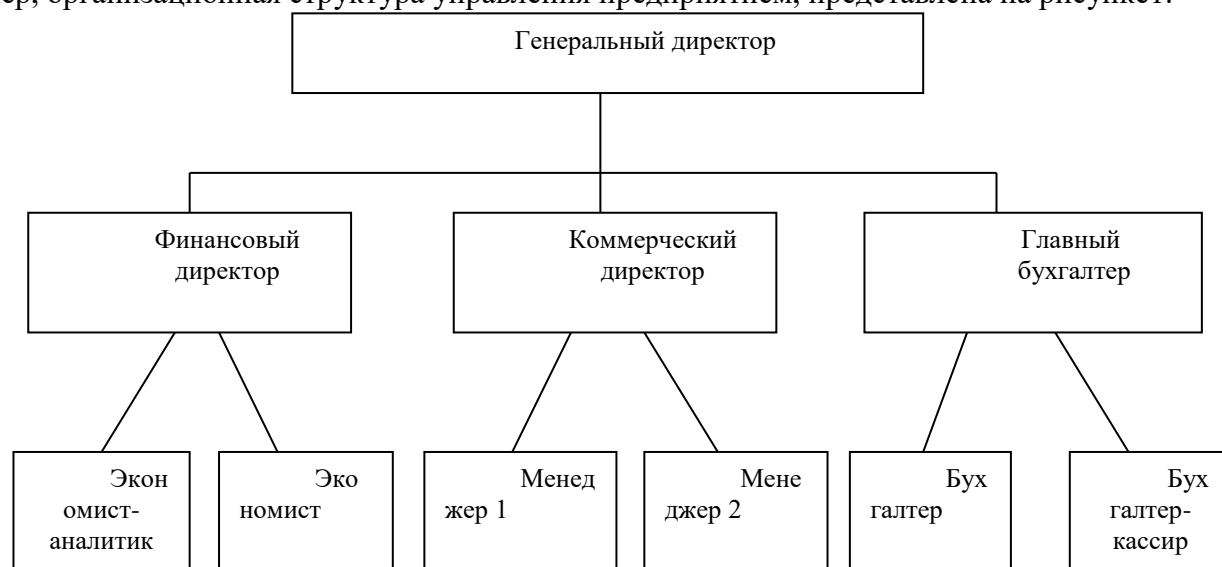 организационная структура управления предприятием, представлена на
Генеральный директор
Финансовый
директор
Коммерческий
директор
Главный
бухгалтер
Экон
омист-
аналитик
Эко
номист
Менед
жер 1
Мене
джер 2
Бух
галтер
Бух
галтер-
кассир